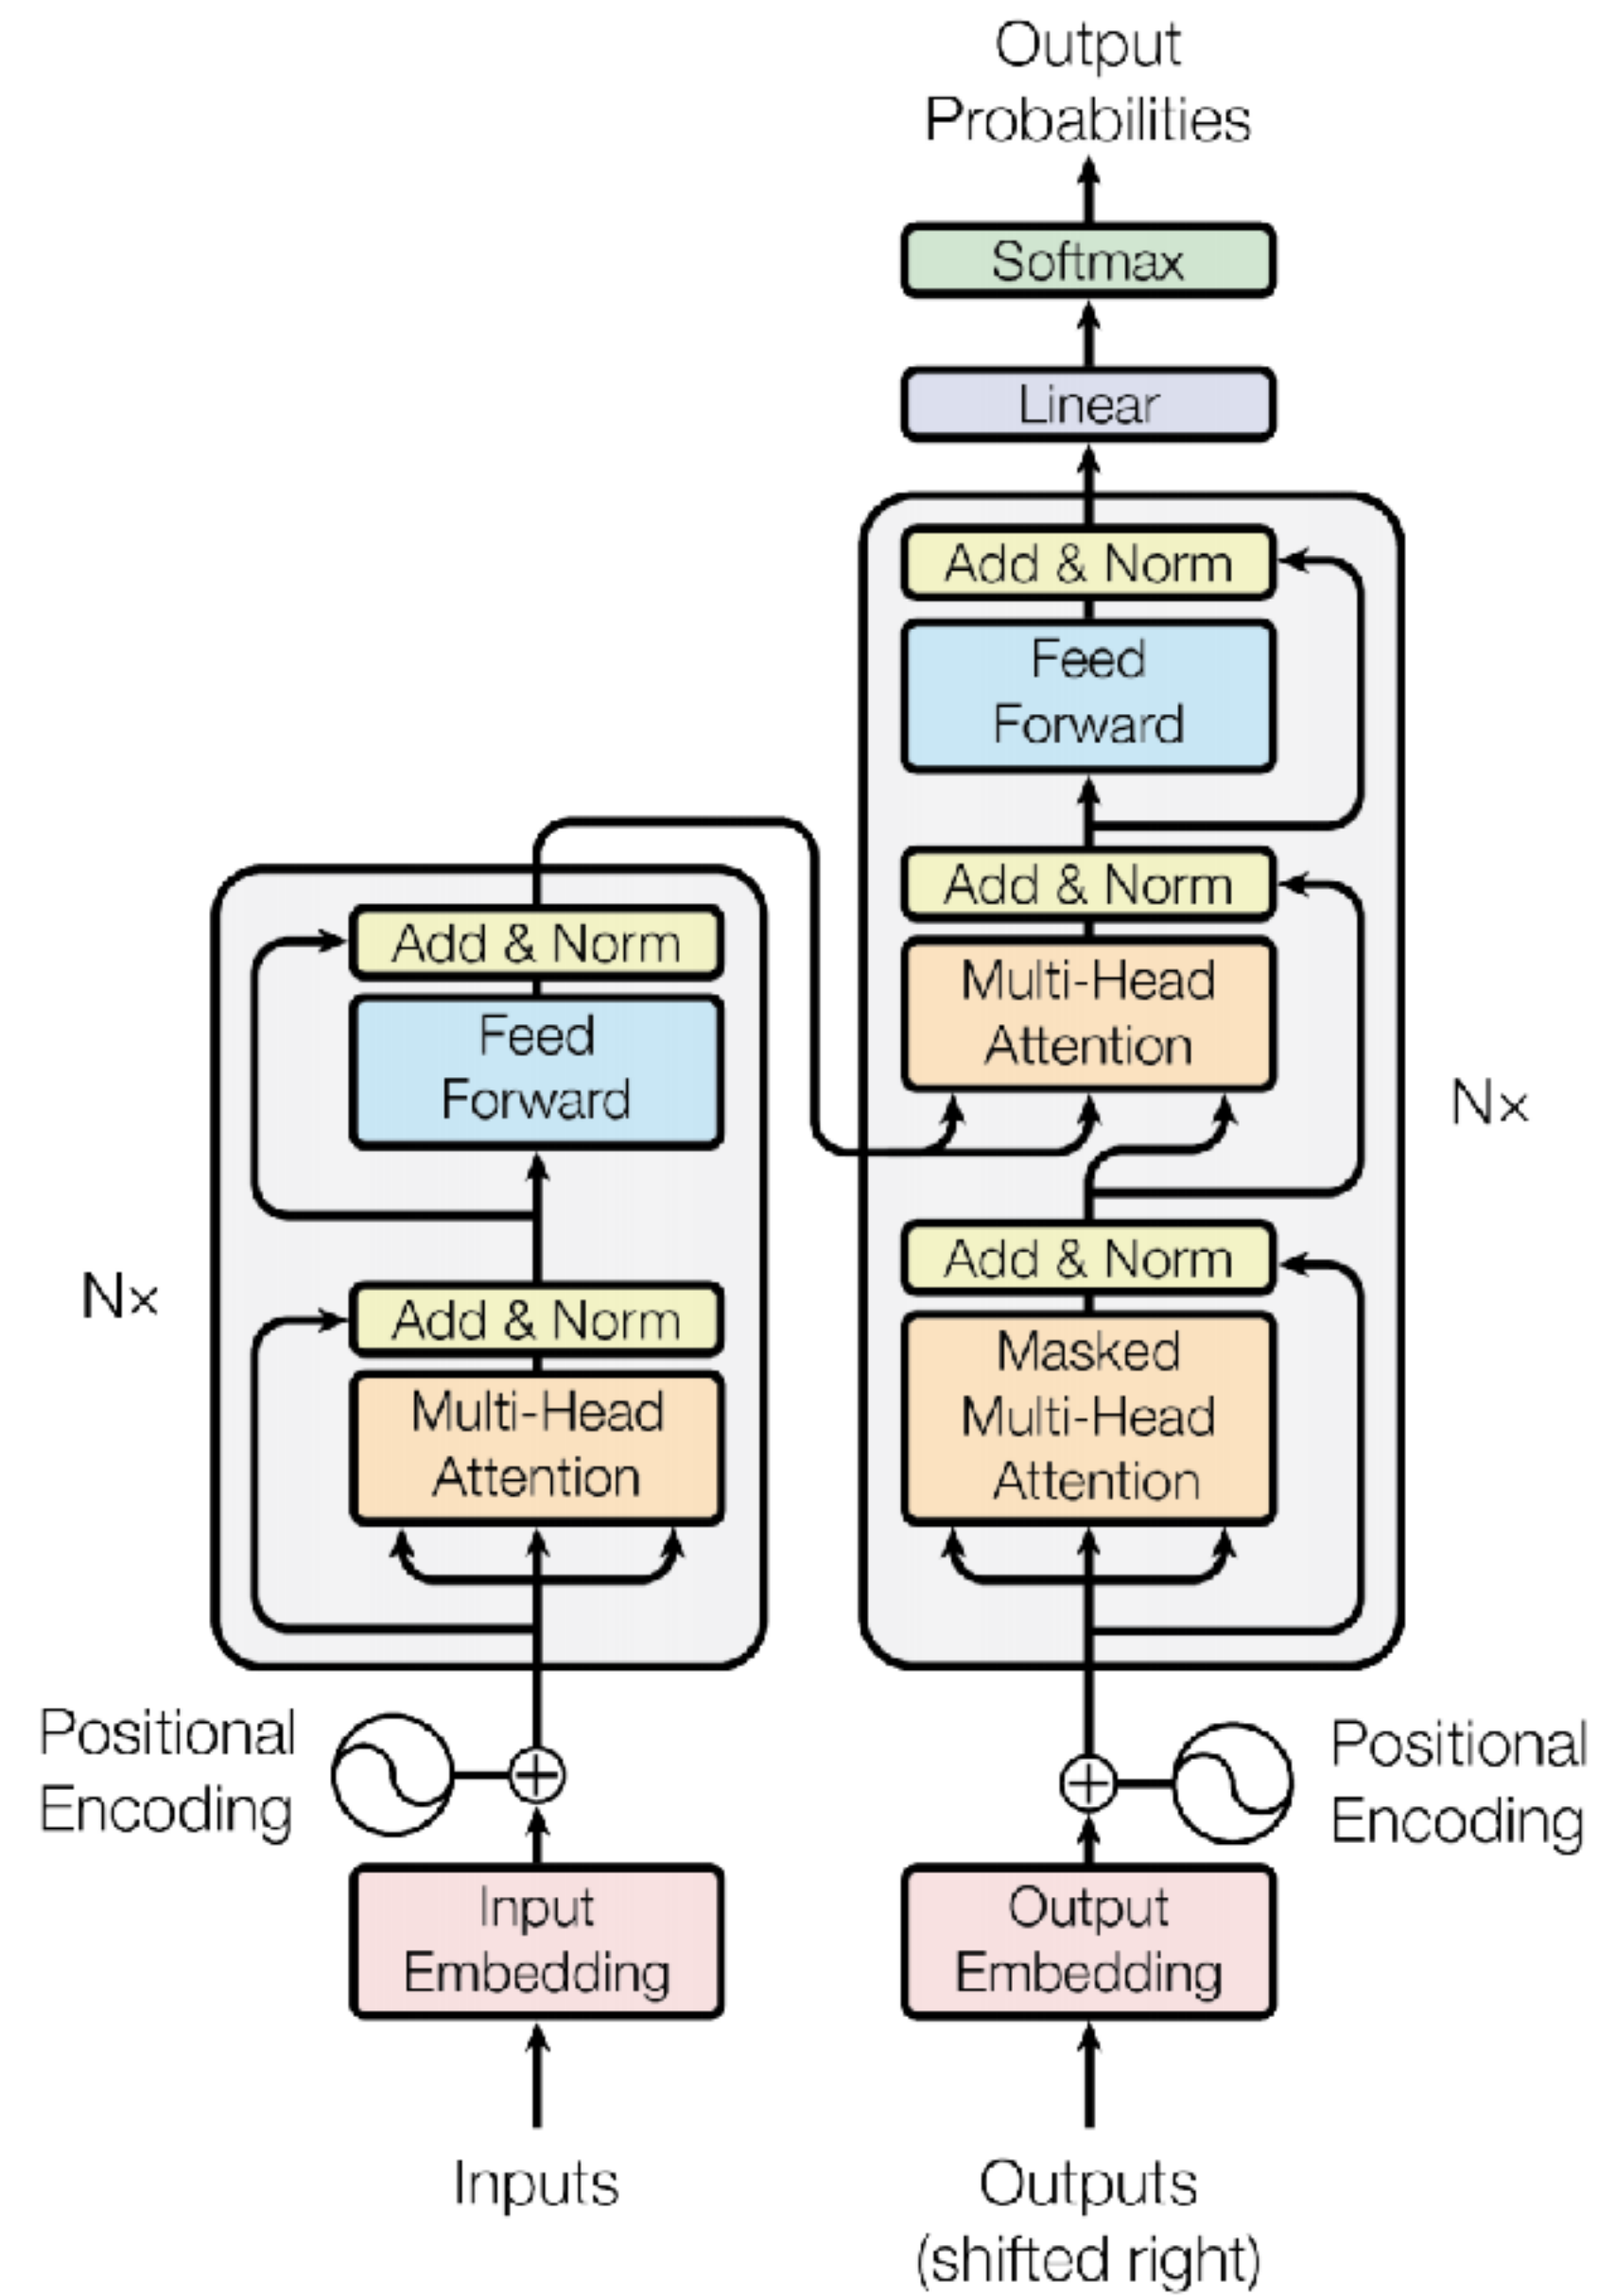 Output
Probabilities
Softmax
Linear
Add & Norm
Feed
Forward
Add & Norm
Multi-Head
Attention
Add & Norm
Masked
Multi-Head
Attention
Nx
Add & Norm
Feed
Forward
Add & Norm
Multi-Head
Attention
Nx
Positional
Encoding
Positional
Encoding
Input
Embedding
Output
Embedding
Inputs
Outputs
(shifted right)